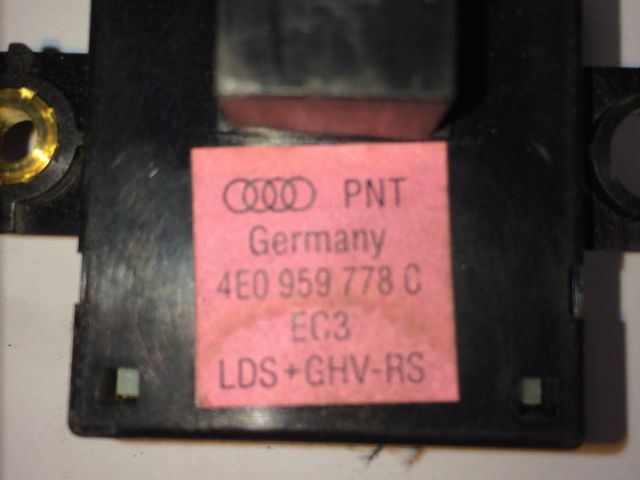 PNT
Germany
4E0 959 778 C
EC3
LDS+GHV-RS